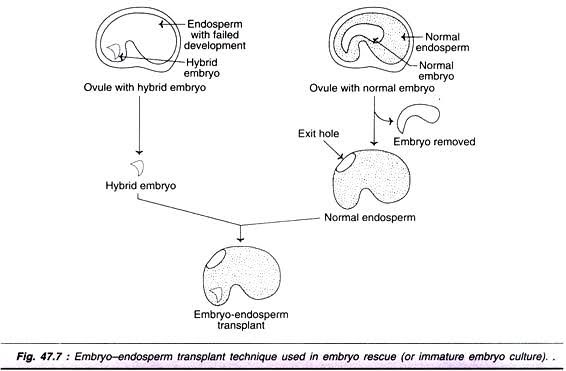 Endosperm
with failed
development
Hybrid
embryo
Ovule with hybrid embryo
Normal
endosperm
Normal
embryo
Ovule with normal embryo
Embryo removed
Exit hole
Hybrid embryo
Normal endosperm
Embryo-endosperm
transplant
Fig. 47.7 : Embryo–endosperm transplant technique used in embryo rescue (or immature embryo culture). .